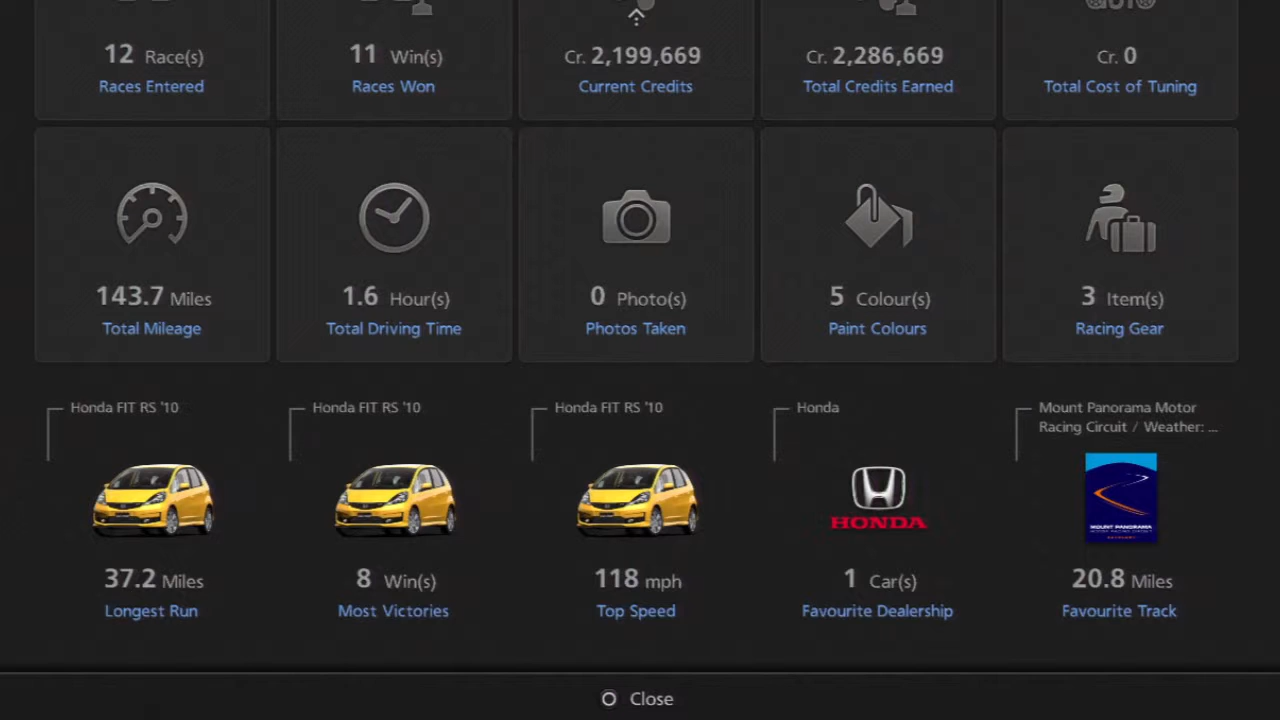 12 Race(s)
Races Entered
11 Win(s)
Races Won
Cr. 2,199,669
Current Credits
Cr. 2,286,669
Total Credits Earned
Cr. 0
Total Cost of Tuning
143.7 Miles
Total Mileage
1.6 Hour(s)
Total Driving Time
0 Photo(s)
Photos Taken
5 Colour(s)
Paint Colours
3 Item(s)
Racing Gear
Honda FIT RS '10
37.2 Miles
Longest Run
Honda FIT RS '10
8 Win(s)
Most Victories
Honda FIT RS '10
118 mph
Top Speed
Honda
HONDA
1 Car(s)
Favourite Dealership
Mount Panorama Motor
Racing Circuit / Weather: ...
MOUNT PANORAMA
20.8 Miles
Favourite Track
Close